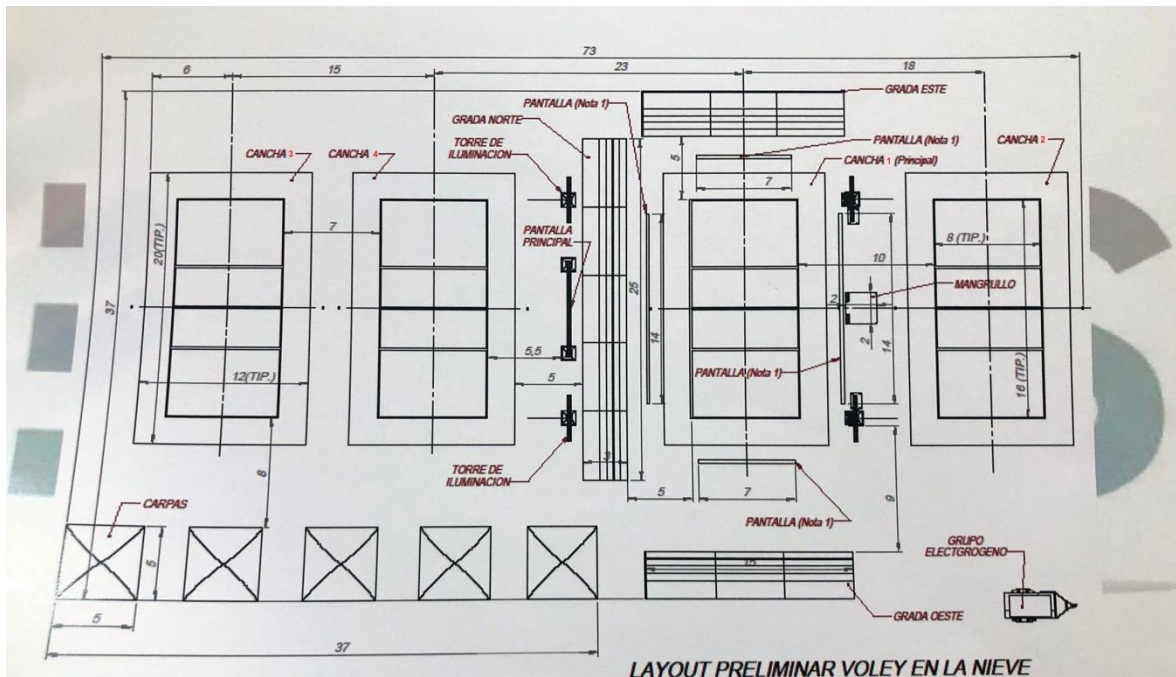 73
6
15
23
18
GRADA ESTE
PANTALLA (Nota 1)
GRADA NORTE
PANTALLA (Nota 1)
TORRE DE
ILUMINACION
CANCHA 3
CANCHA 4
5
CANCHA 1 (Principal)
CANCHA 2
7
7
PANTALLA
PRINCIPAL
20(TIP.)
8 (TIP.)
10
37
25
MANGRULLO
2
14
2
14
5,5
5
12(TIP.)
PANTALLA (Nota 1)
16 (TIP.)
3
TORRE DE
ILUMINACION
8
5
7
9
PANTALLA (Nota 1)
CARPAS
5
GRUPO
ELECTGROGENO
5
GRADA OESTE
37
LAYOUT PRELIMINAR VOLEY EN LA NIEVE